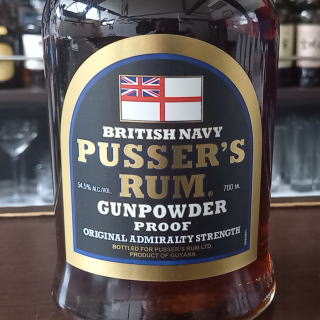 BRITISH NAVY
PUSSER'S
RUM®
54.5% ALC./VOL. 700 ML
GUNPOWDER
PROOF
ORIGINAL ADMIRALTY STRENGTH
BOTTLED FOR PUSSER'S RUM LTD.
PRODUCT OF GUYANA